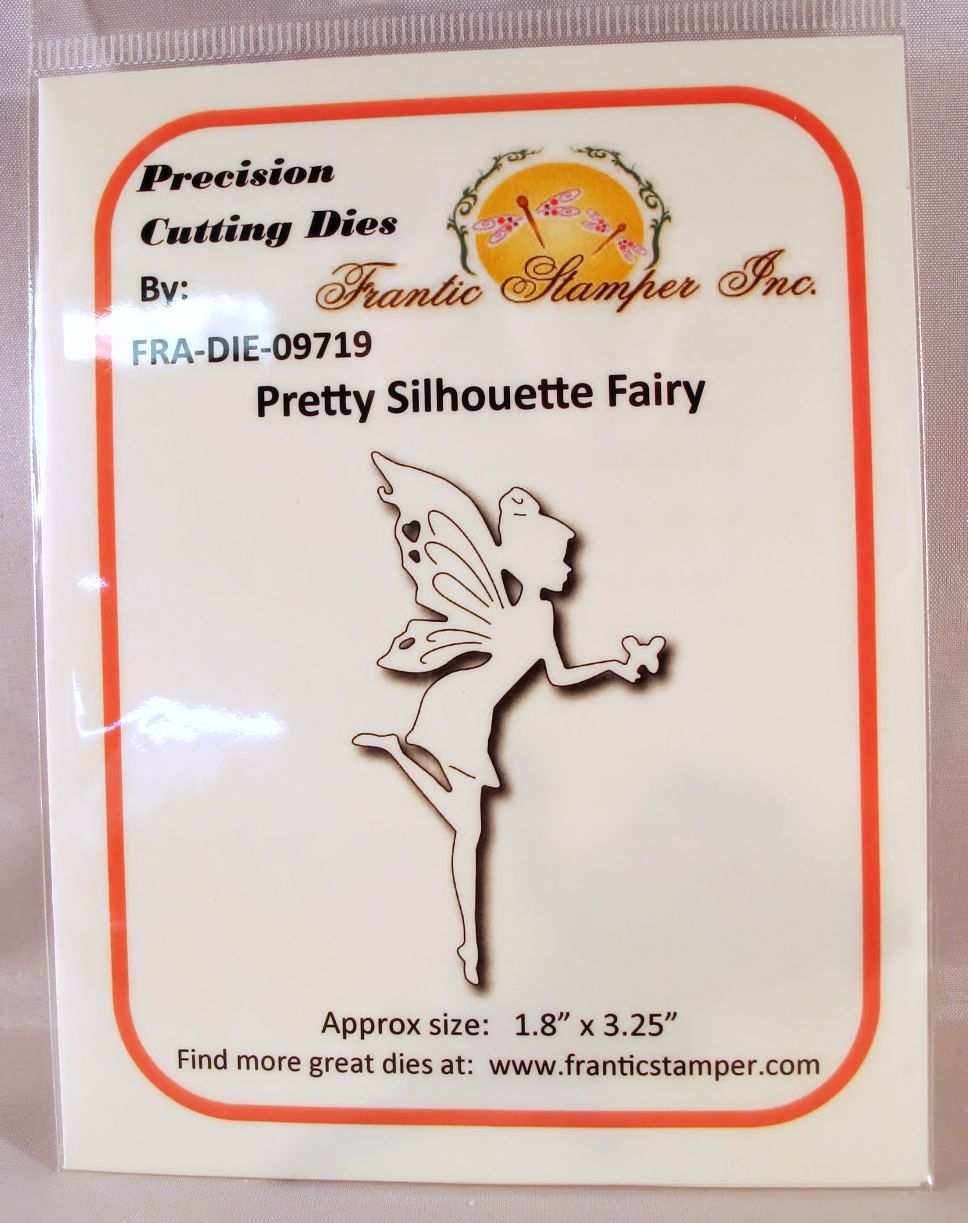 Precision
Cutting Dies
By: Frantic Stamper Inc.
FRA-DIE-09719
Pretty Silhouette Fairy
Approx size: 1.8” x 3.25”
Find more great dies at: www.franticstamper.com